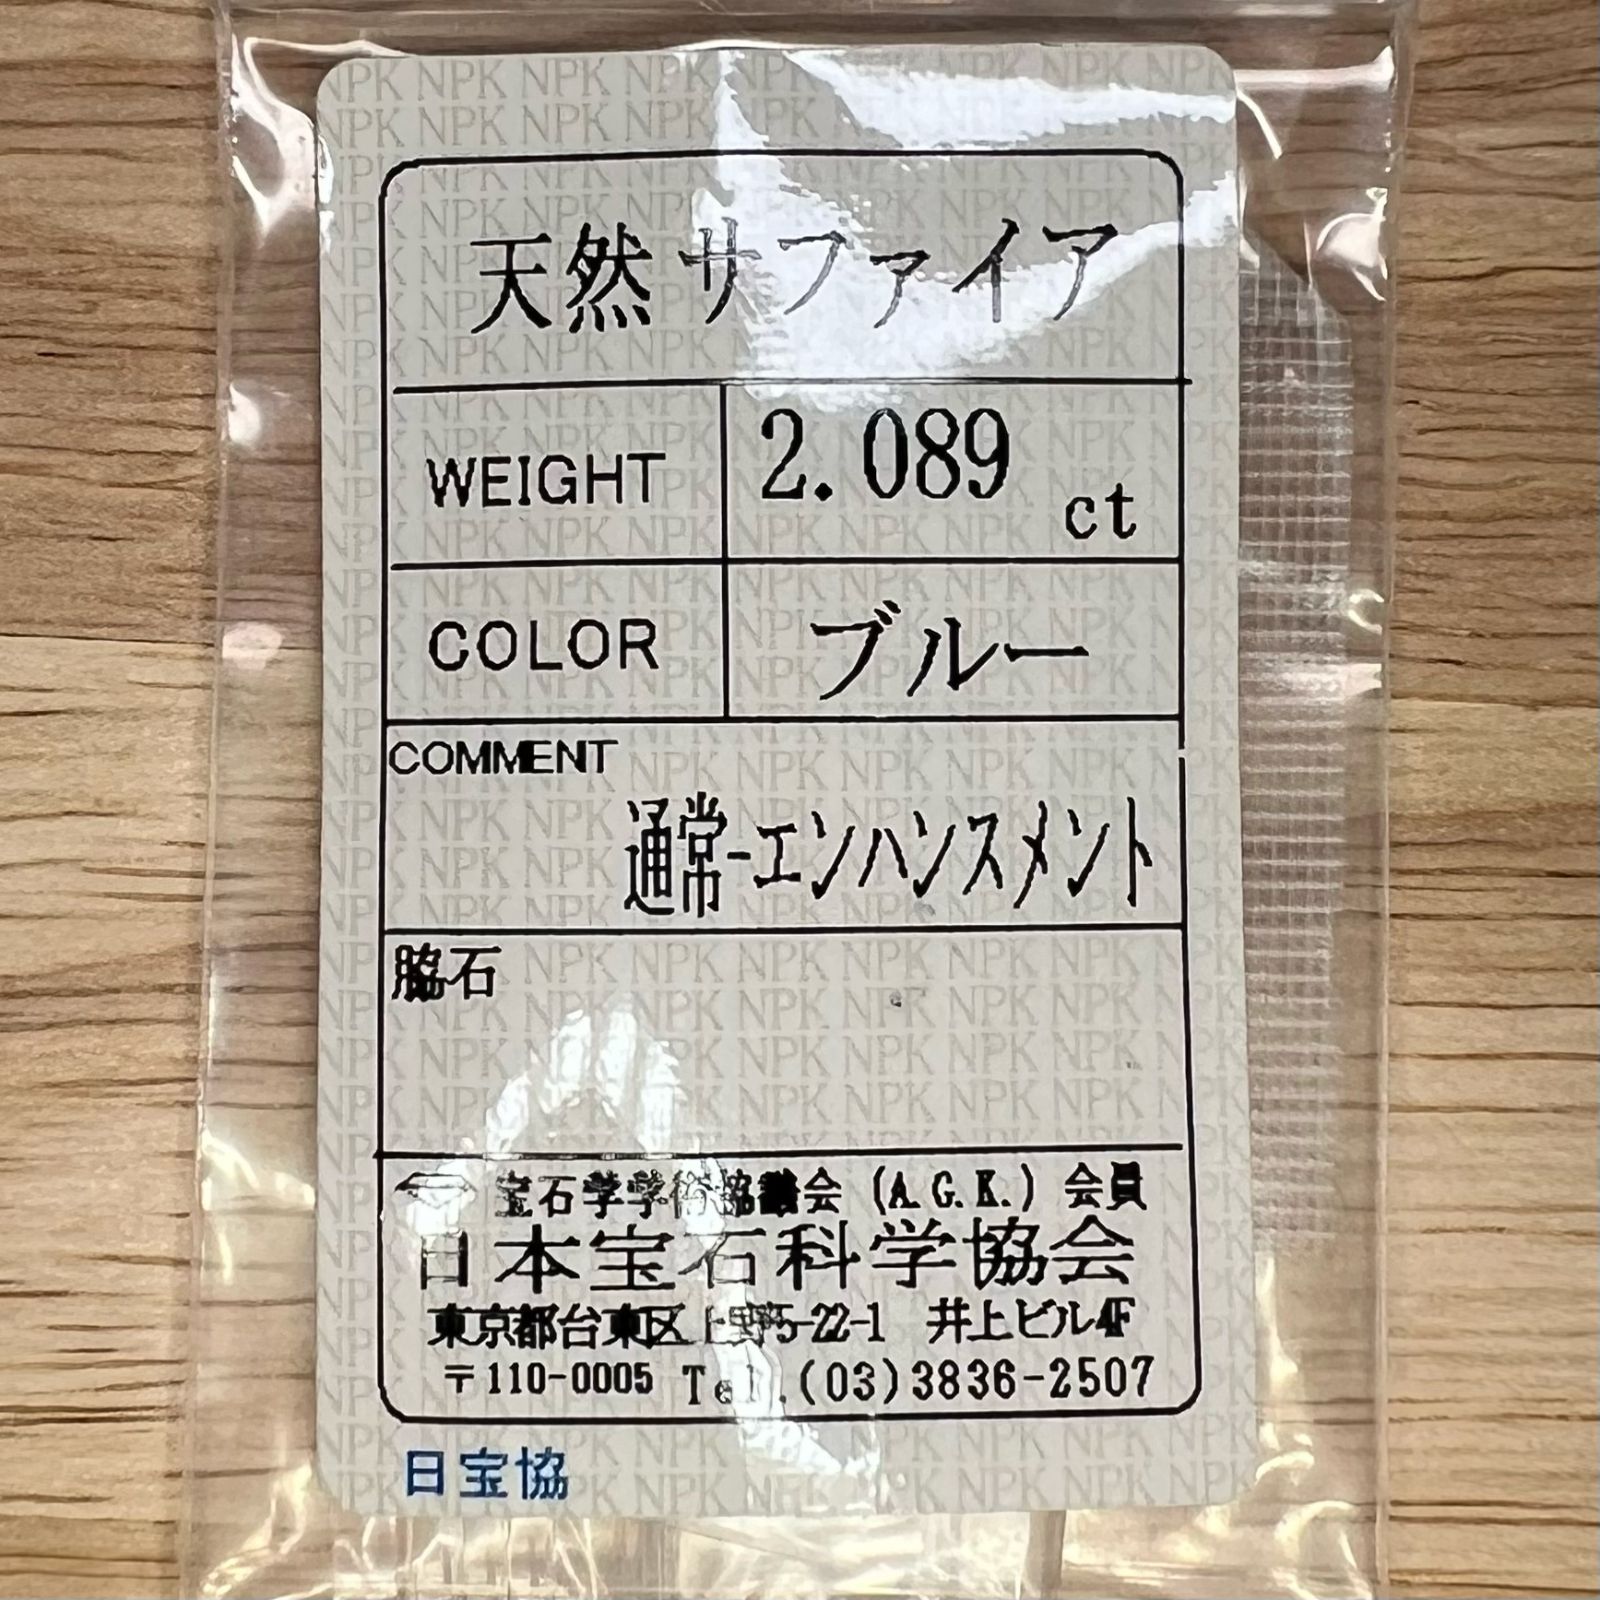 天然 サファイア
WEIGHT 2.089 ct
COLOR ブルー
COMMENT
通常-エンハンスメント
脇石
宝石学学術協議会 (A.G.K.) 会員
日本宝石科学協会
東京都台東区上野5-22-1 井上ビル4F
〒110-0005 Tel.(03)3836-2507
日宝協